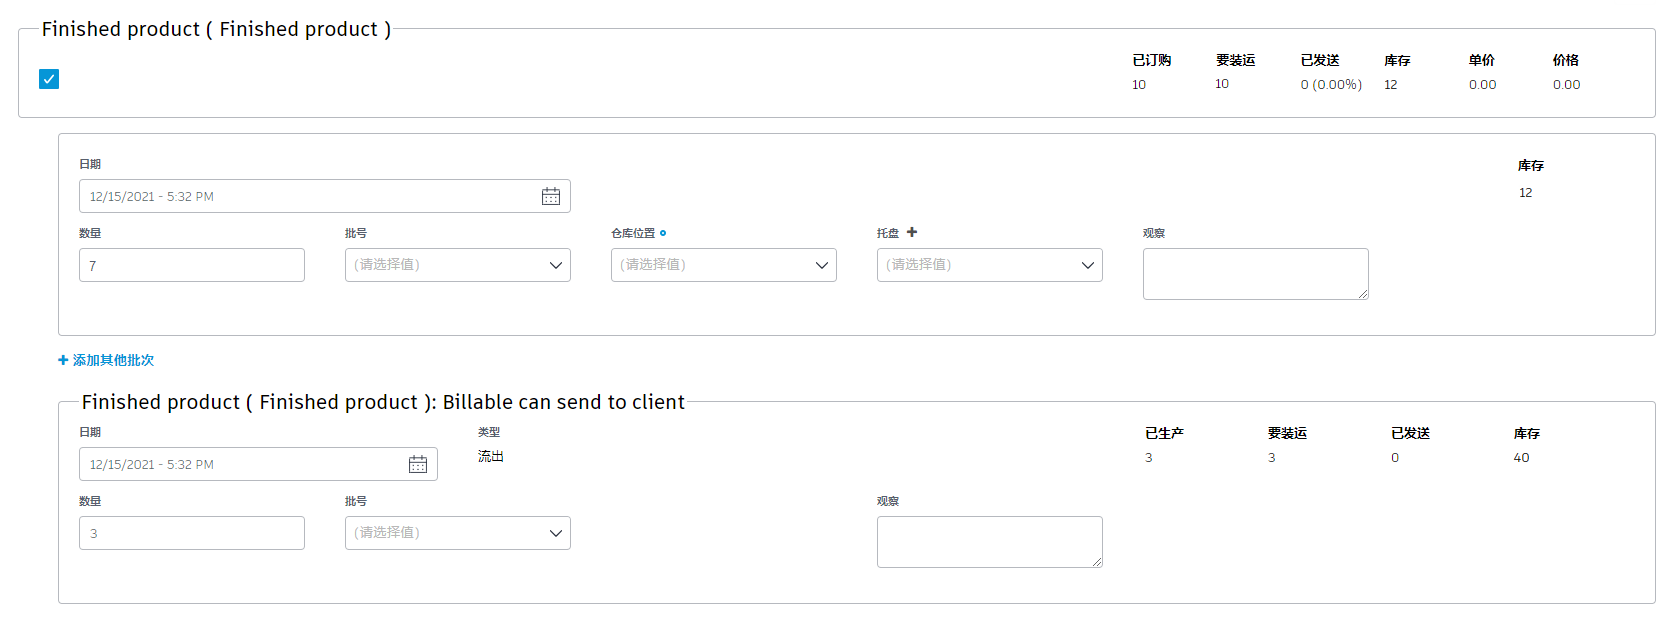 Finished product ( Finished product )
已订购 要装运 已发送 库存 单价 价格
10 10 0 (0.00%) 12 0.00 0.00
日期 库存
12/15/2021 - 5:32 PM 12
数量 批号 仓库位置 托盘 + 观察
7 (请选择值) (请选择值) (请选择值)
+ 添加其他批次
Finished product ( Finished product ): Billable can send to client
日期 类型 已生产 要装运 已发送 库存
12/15/2021 - 5:32 PM 流出 3 3 0 40
数量 批号 观察
3 (请选择值)